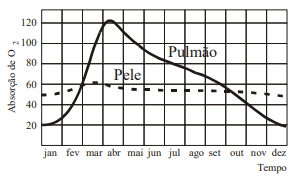 Absorção de O₂
120
100
80
60
40
20
Pulmão
Pele
jan fev mar abr mai jun jul ago set out nov dez
Tempo